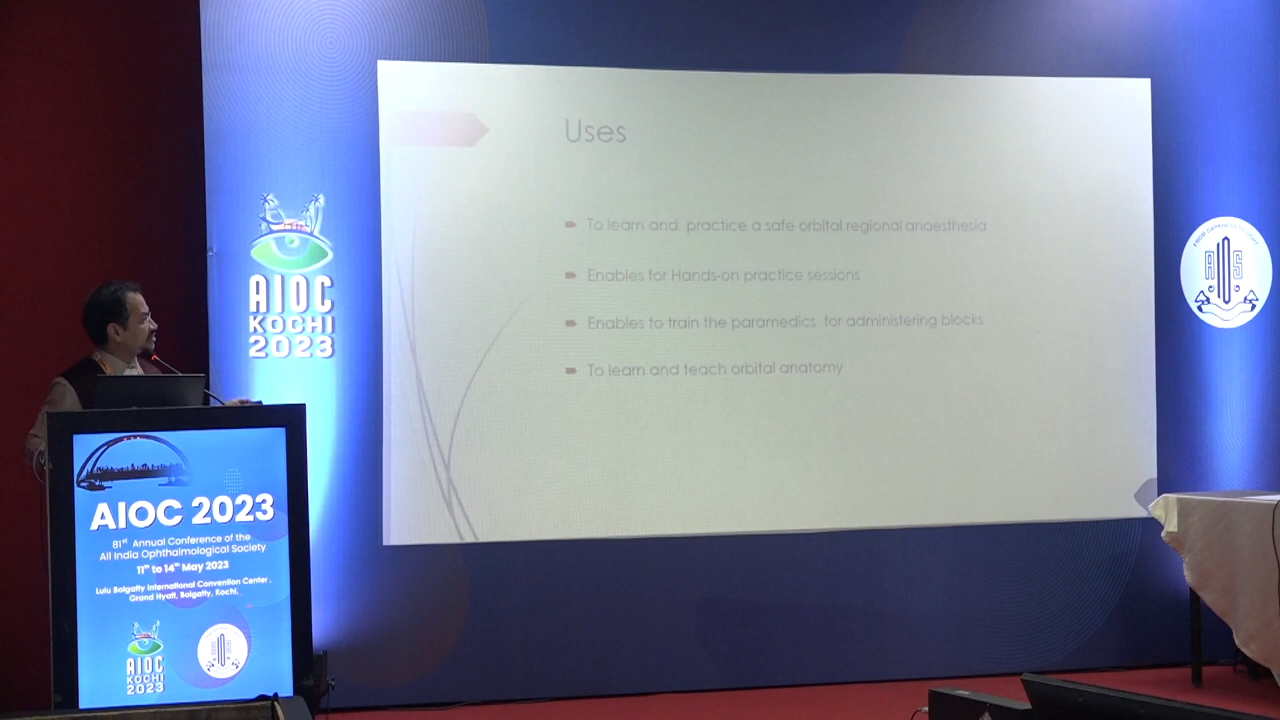 Uses
To learn and practice a safe orbital regional anaesthesia
Enables for Hands-on practice sessions
Enables to train the paramedics for administering blocks
To learn and teach orbital anatomy
AIOC
KOCHI
2023
AIOS
AIOC 2023
81st Annual Conference of the
All India Ophthalmological Society
11th to 14th May 2023
Lulu Bolgatty International Convention Center,
Grand Hyatt, Bolgatty, Kochi.
AIOC
KOCHI
2023